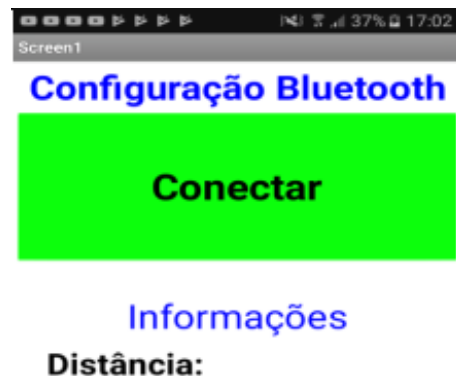 37% 17:02
Screen1
Configuração Bluetooth
Conectar
Informações
Distância: